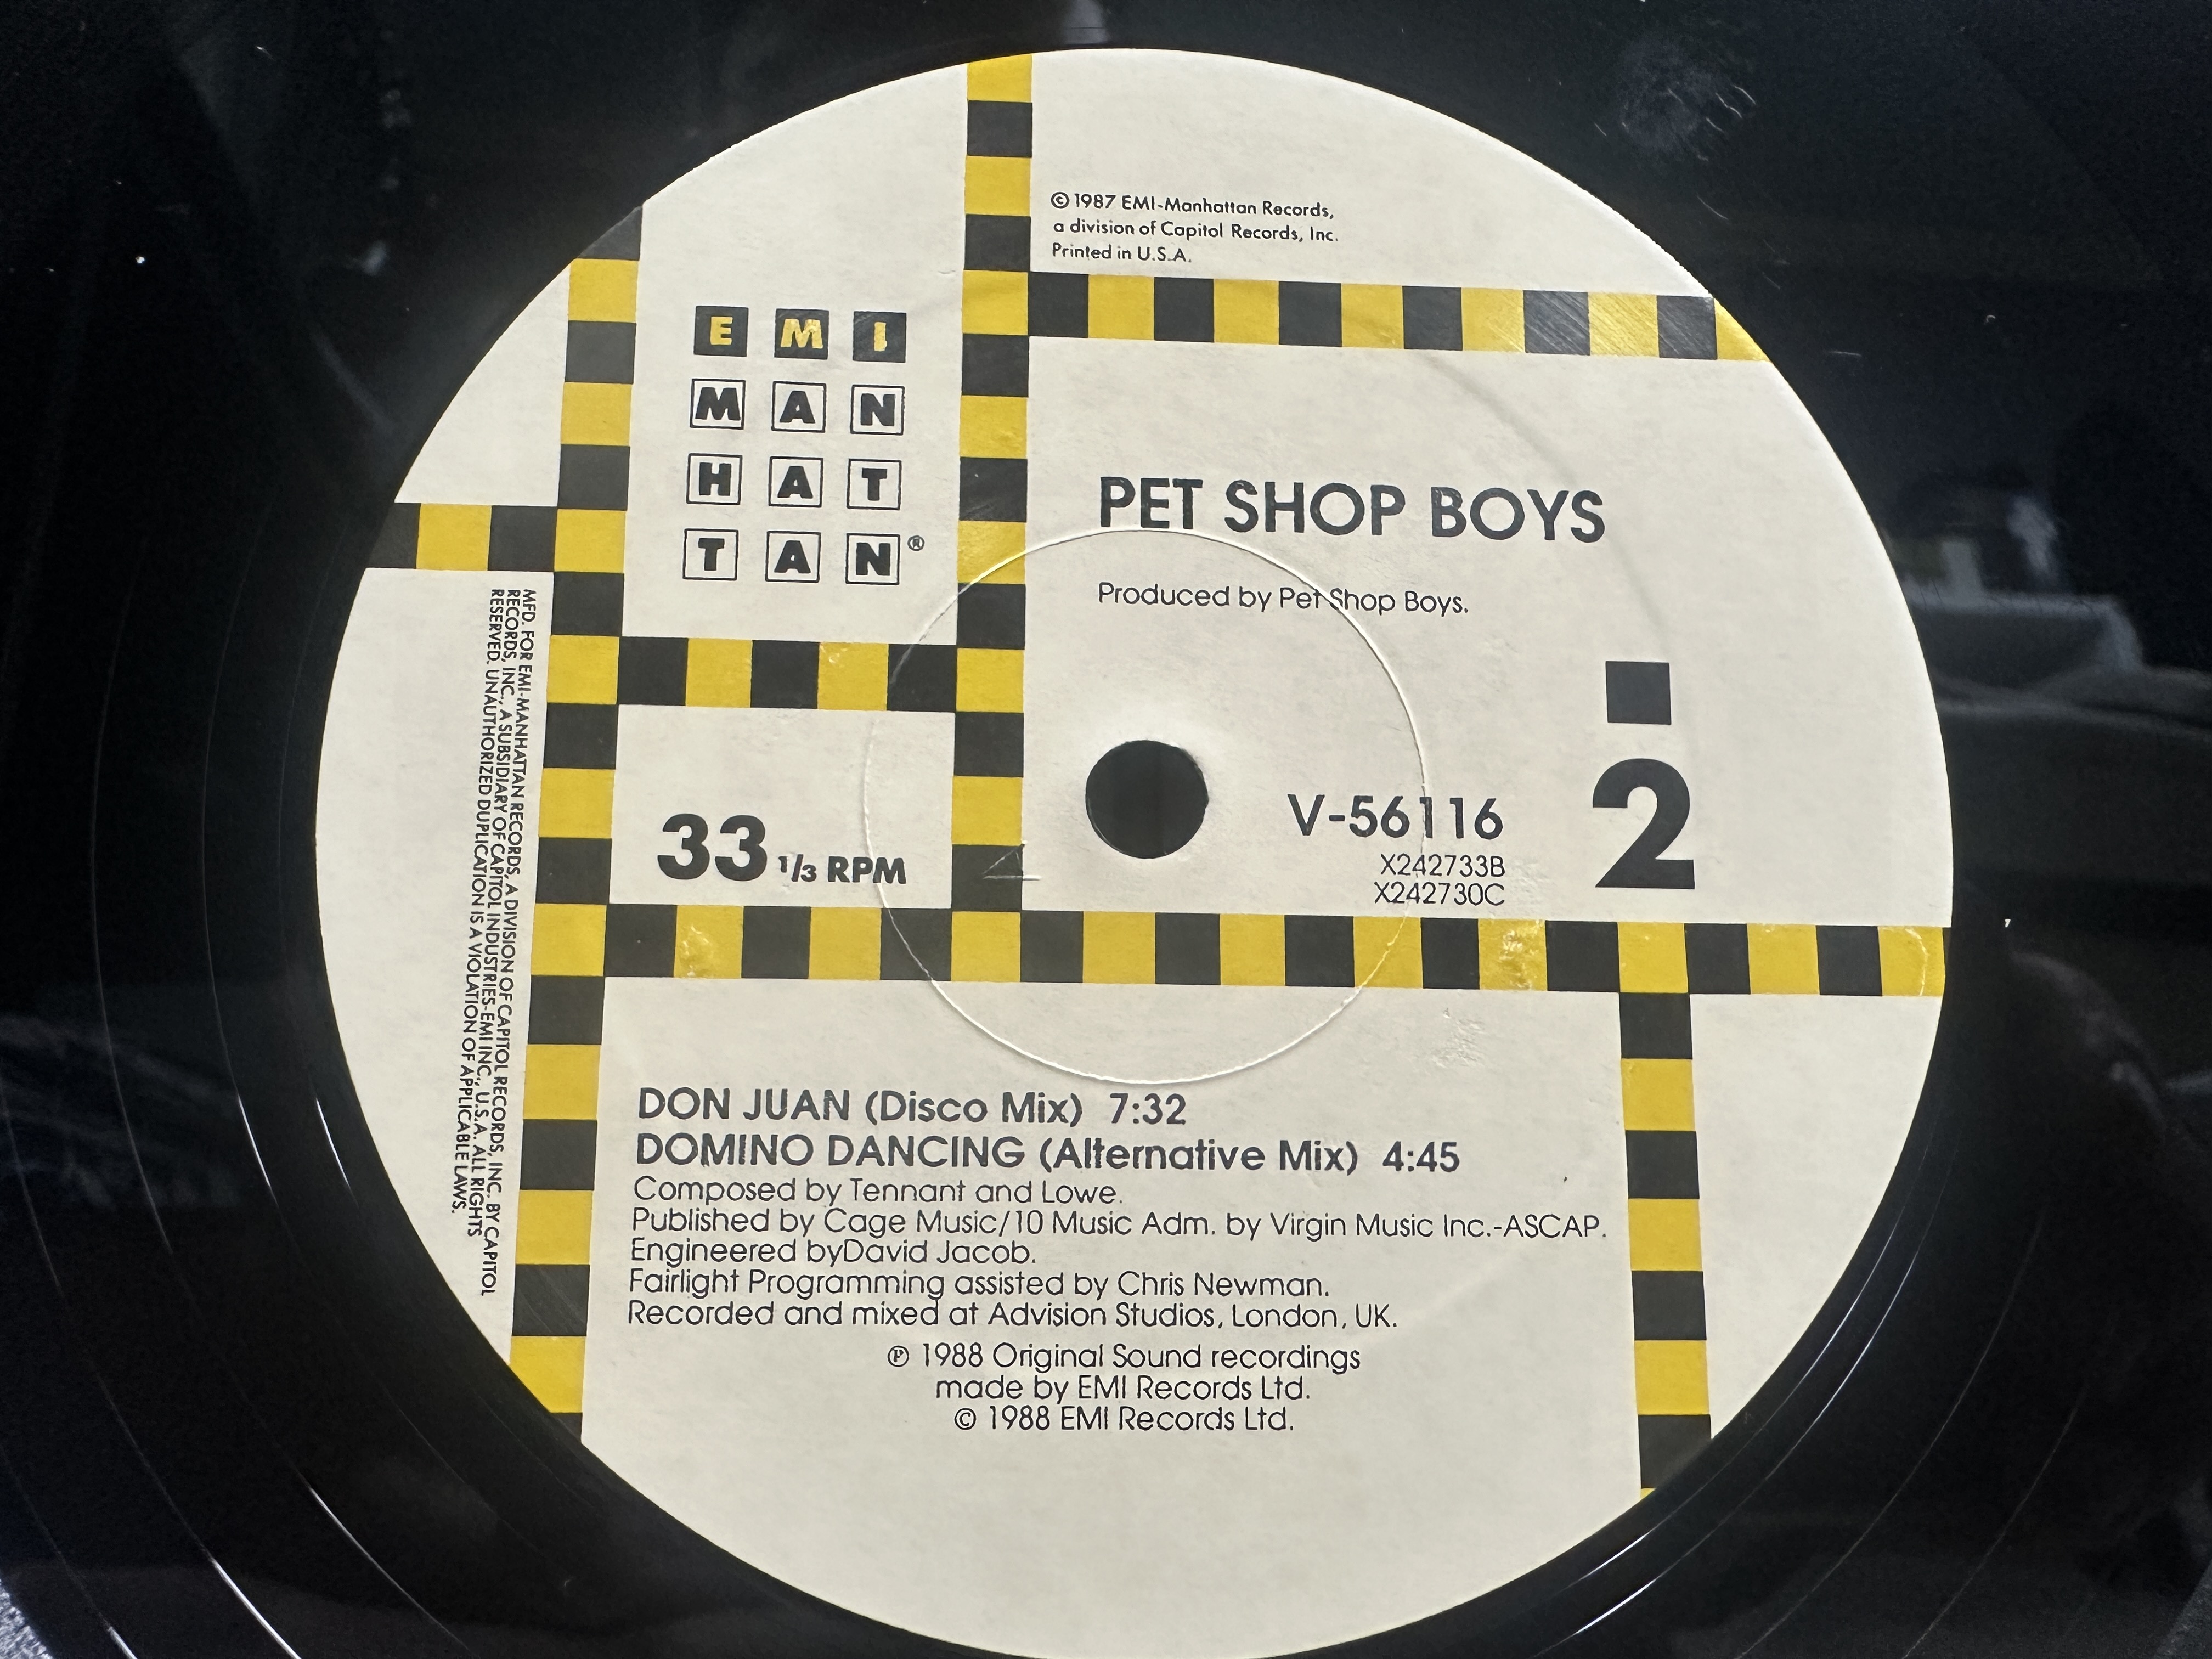 © 1987 EMI-Manhattan Records,
a division of Capitol Records, Inc.
Printed in U.S.A.
EMI
MAN
HAT
TAN®
PET SHOP BOYS
Produced by Pet Shop Boys.
MFD. FOR EMI-MANHATTAN RECORDS, A DIVISION OF CAPITOL RECORDS, INC. BY CAPITOL
RECORDS, INC., A SUBSIDIARY OF CAPITOL INDUSTRIES-EMI INC., U.S.A. ALL RIGHTS
RESERVED. UNAUTHORIZED DUPLICATION IS A VIOLATION OF APPLICABLE LAWS.
33 1/3 RPM
V-56116
X242733B
X242730C
2
DON JUAN (Disco Mix) 7:32
DOMINO DANCING (Alternative Mix) 4:45
Composed by Tennant and Lowe.
Published by Cage Music/10 Music Adm. by Virgin Music Inc.-ASCAP.
Engineered byDavid Jacob.
Fairlight Programming assisted by Chris Newman.
Recorded and mixed at Advision Studios, London, UK.
℗ 1988 Original Sound recordings
made by EMI Records Ltd.
© 1988 EMI Records Ltd.